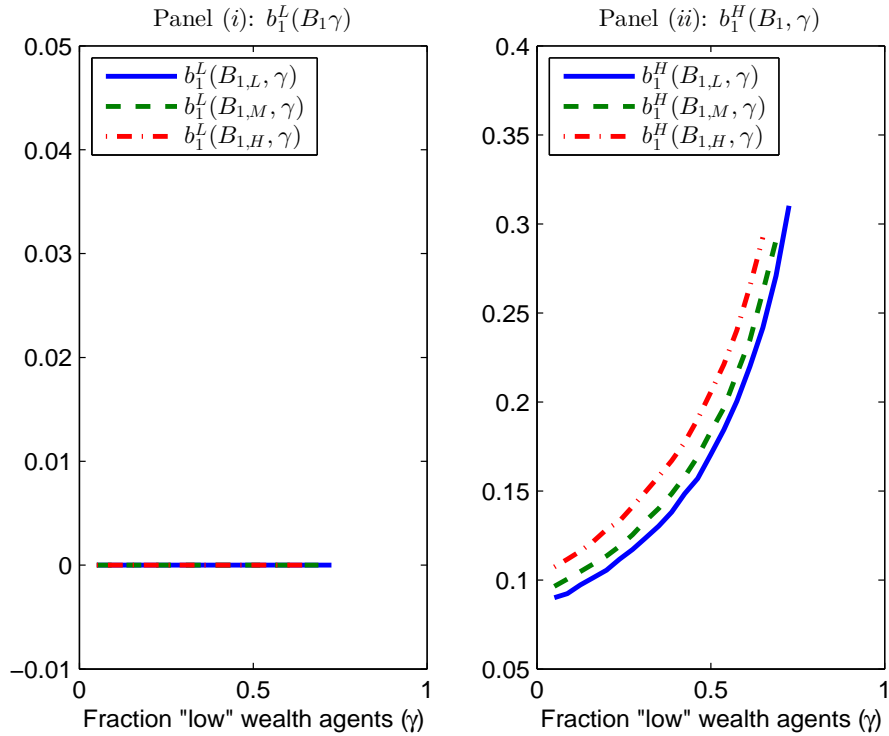 Panel (i): b_1^L(B_1γ)
0.05
0.04
0.03
0.02
0.01
0
−0.01
b_1^L(B_{1,L}, γ)
b_1^L(B_{1,M}, γ)
b_1^L(B_{1,H}, γ)
0 0.5 1
Fraction "low" wealth agents (γ)
Panel (ii): b_1^H(B_1, γ)
0.4
0.35
0.3
0.25
0.2
0.15
0.1
0.05
b_1^H(B_{1,L}, γ)
b_1^H(B_{1,M}, γ)
b_1^H(B_{1,H}, γ)
0 0.5 1
Fraction "low" wealth agents (γ)